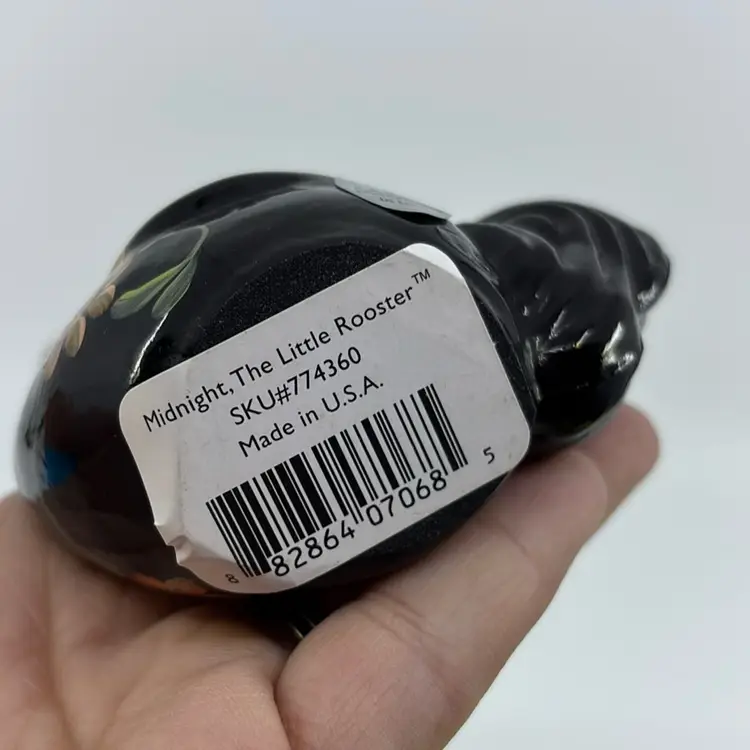 Midnight, The Little Rooster™
SKU#774360
Made in U.S.A.
8 82864 07068 5